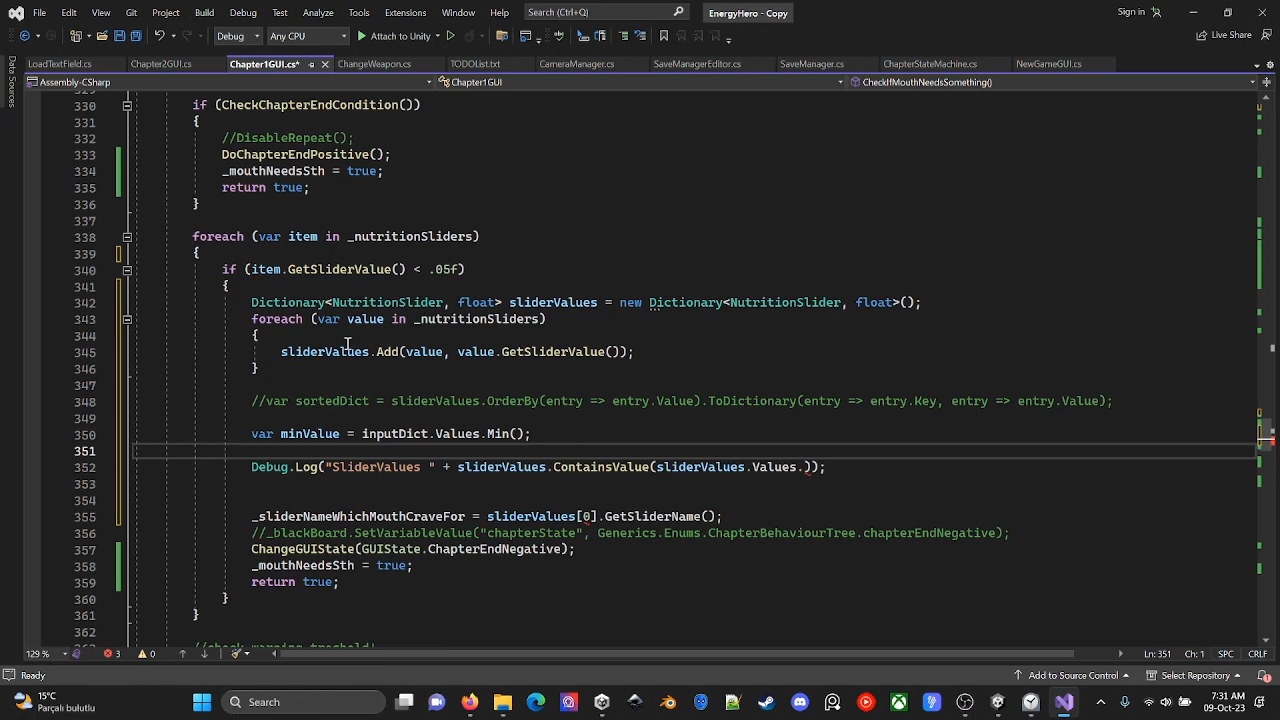 File Edit View Git Project Build Debug Test Analyze Tools Extensions Window Help Search (Ctrl+Q) EnergyHero - Copy Sign in
Debug Any CPU Attach to Unity Live Share
LoadTextField.cs Chapter2GUI.cs Chapter1GUI.cs* ChangeWeapon.cs TODOList.txt CameraManager.cs SaveManagerEditor.cs SaveManager.cs ChapterStateMachine.cs NewGameGUI.cs
Data Sources
Assembly-CSharp Chapter1GUI CheckIfMouthNeedsSomething()
330 if (CheckChapterEndCondition())
331 {
332 //DisableRepeat();
333 DoChapterEndPositive();
334 _mouthNeedsSth = true;
335 return true;
336 }
337
338 foreach (var item in _nutritionSliders)
339 {
340 if (item.GetSliderValue() < .05f)
341 {
342 Dictionary<NutritionSlider, float> sliderValues = new Dictionary<NutritionSlider, float>();
343 foreach (var value in _nutritionSliders)
344 {
345 sliderValues.Add(value, value.GetSliderValue());
346 }
347
348 //var sortedDict = sliderValues.OrderBy(entry => entry.Value).ToDictionary(entry => entry.Key, entry => entry.Value);
349
350 var minValue = inputDict.Values.Min();
351
352 Debug.Log("SliderValues " + sliderValues.ContainsValue(sliderValues.Values.));
353
354
355 _sliderNameWhichMouthCraveFor = sliderValues[0].GetSliderName();
356 //_blackBoard.SetVariableValue("chapterState", Generics.Enums.ChapterBehaviourTree.chapterEndNegative);
357 ChangeGUIState(GUIState.ChapterEndNegative);
358 _mouthNeedsSth = true;
359 return true;
360 }
361 }
362
129 % 3 0 Ln: 351 Ch: 1 SPC CRLF
Ready Add to Source Control Select Repository 1
15°C
Parçalı bulutlu
Search
7:31 AM
09-Oct-23